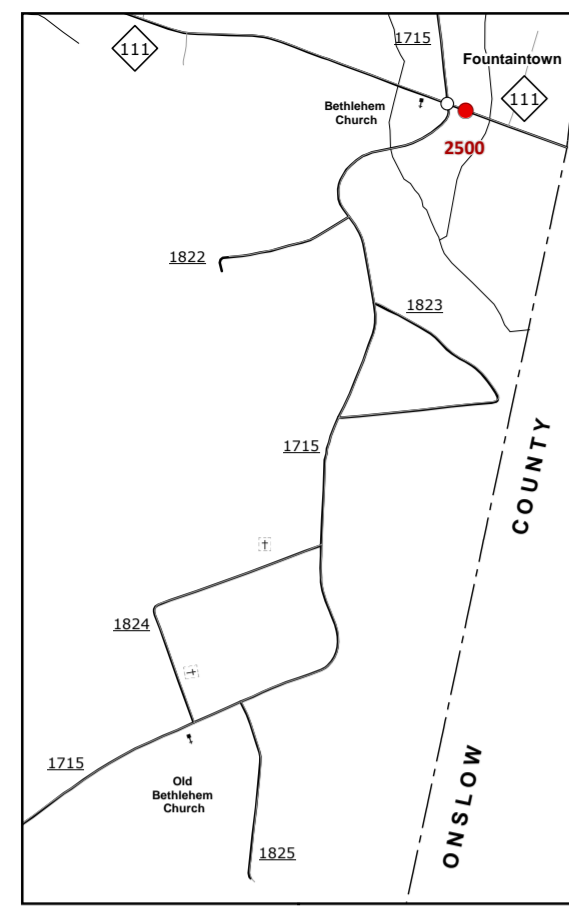 1715
111
Fountaintown
111
Bethlehem
Church
2500
1822
1823
1715
COUNTY
1824
1715
ONSLOW
Old
Bethlehem
Church
1825